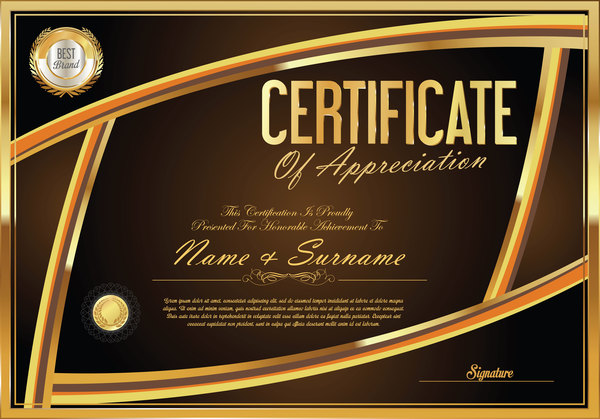 BEST
Brand
CERTIFICATE
Of Appreciation
This Certification Is Proudly
Presented For Honorable Achievement To
Name & Surname
Lorem ipsum dolor sit amet, consectetur adipisicing elit,
sed do eiusmod tempor incididunt ut labore et dolore magna aliqua.
Ut enim ad minim veniam, quis nostrud exercitation ullamco laboris nisi ut aliquip ex ea commodo consequat.
Duis aute irure dolor in reprehenderit in voluptate velit esse cillum dolore eu fugiat nulla pariatur.
Excepteur sint occaecat cupidatat non proident,
sunt in culpa qui officia deserunt mollit anim id est laborum.
Signature